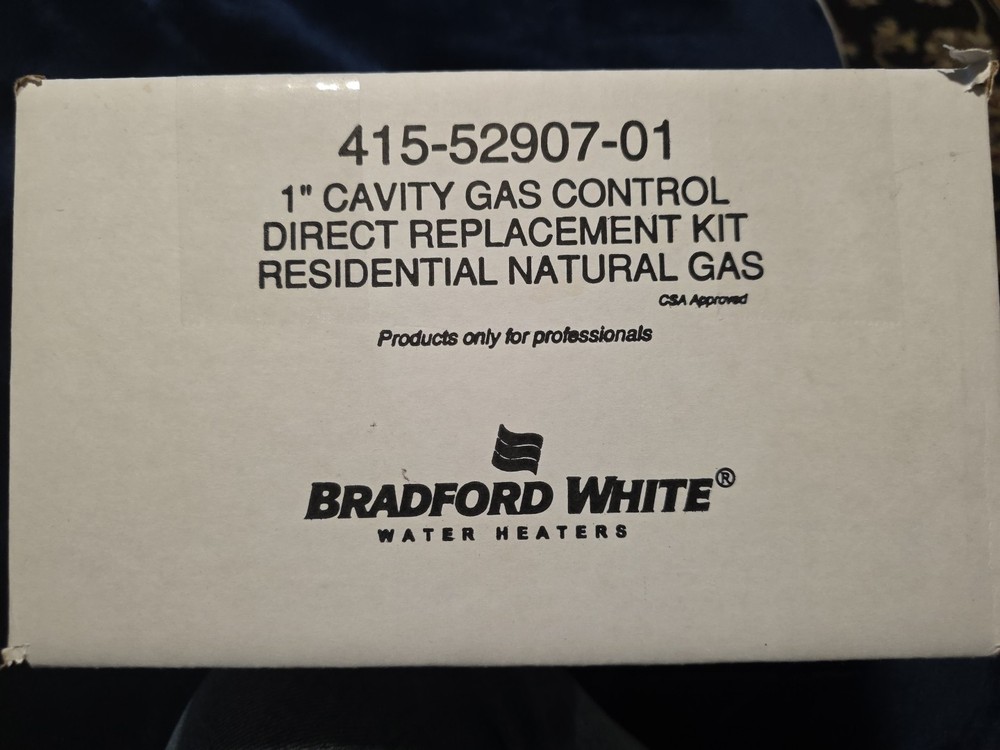 415-52907-01
1" CAVITY GAS CONTROL
DIRECT REPLACEMENT KIT
RESIDENTIAL NATURAL GAS
CSA Approved
Products only for professionals
BRADFORD WHITE®
WATER HEATERS